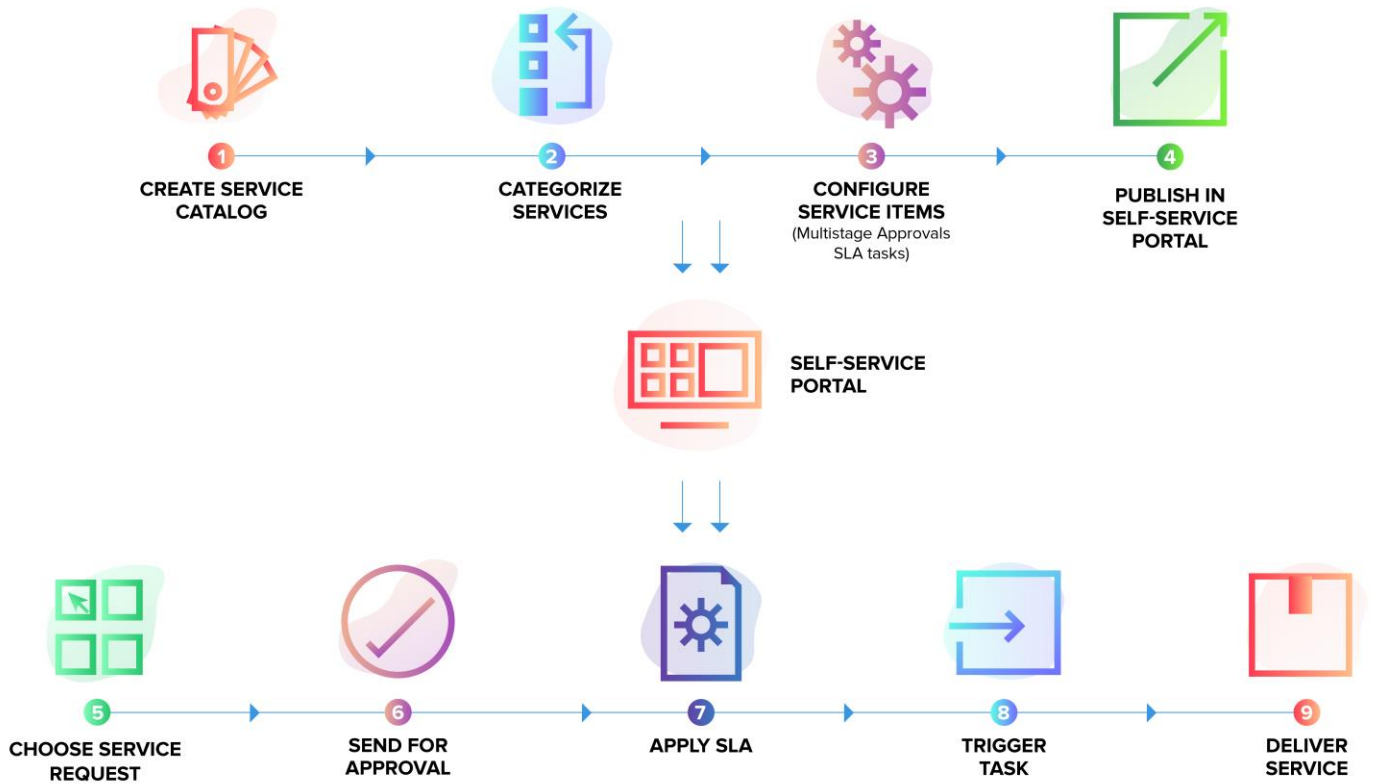 1
CREATE SERVICE
CATALOG
2
CATEGORIZE
SERVICES
3
CONFIGURE
SERVICE ITEMS
(Multistage Approvals
SLA tasks)
4
PUBLISH IN
SELF-SERVICE
PORTAL
SELF-SERVICE
PORTAL
5
CHOOSE SERVICE
REQUEST
6
SEND FOR
APPROVAL
7
APPLY SLA
8
TRIGGER
TASK
9
DELIVER
SERVICE